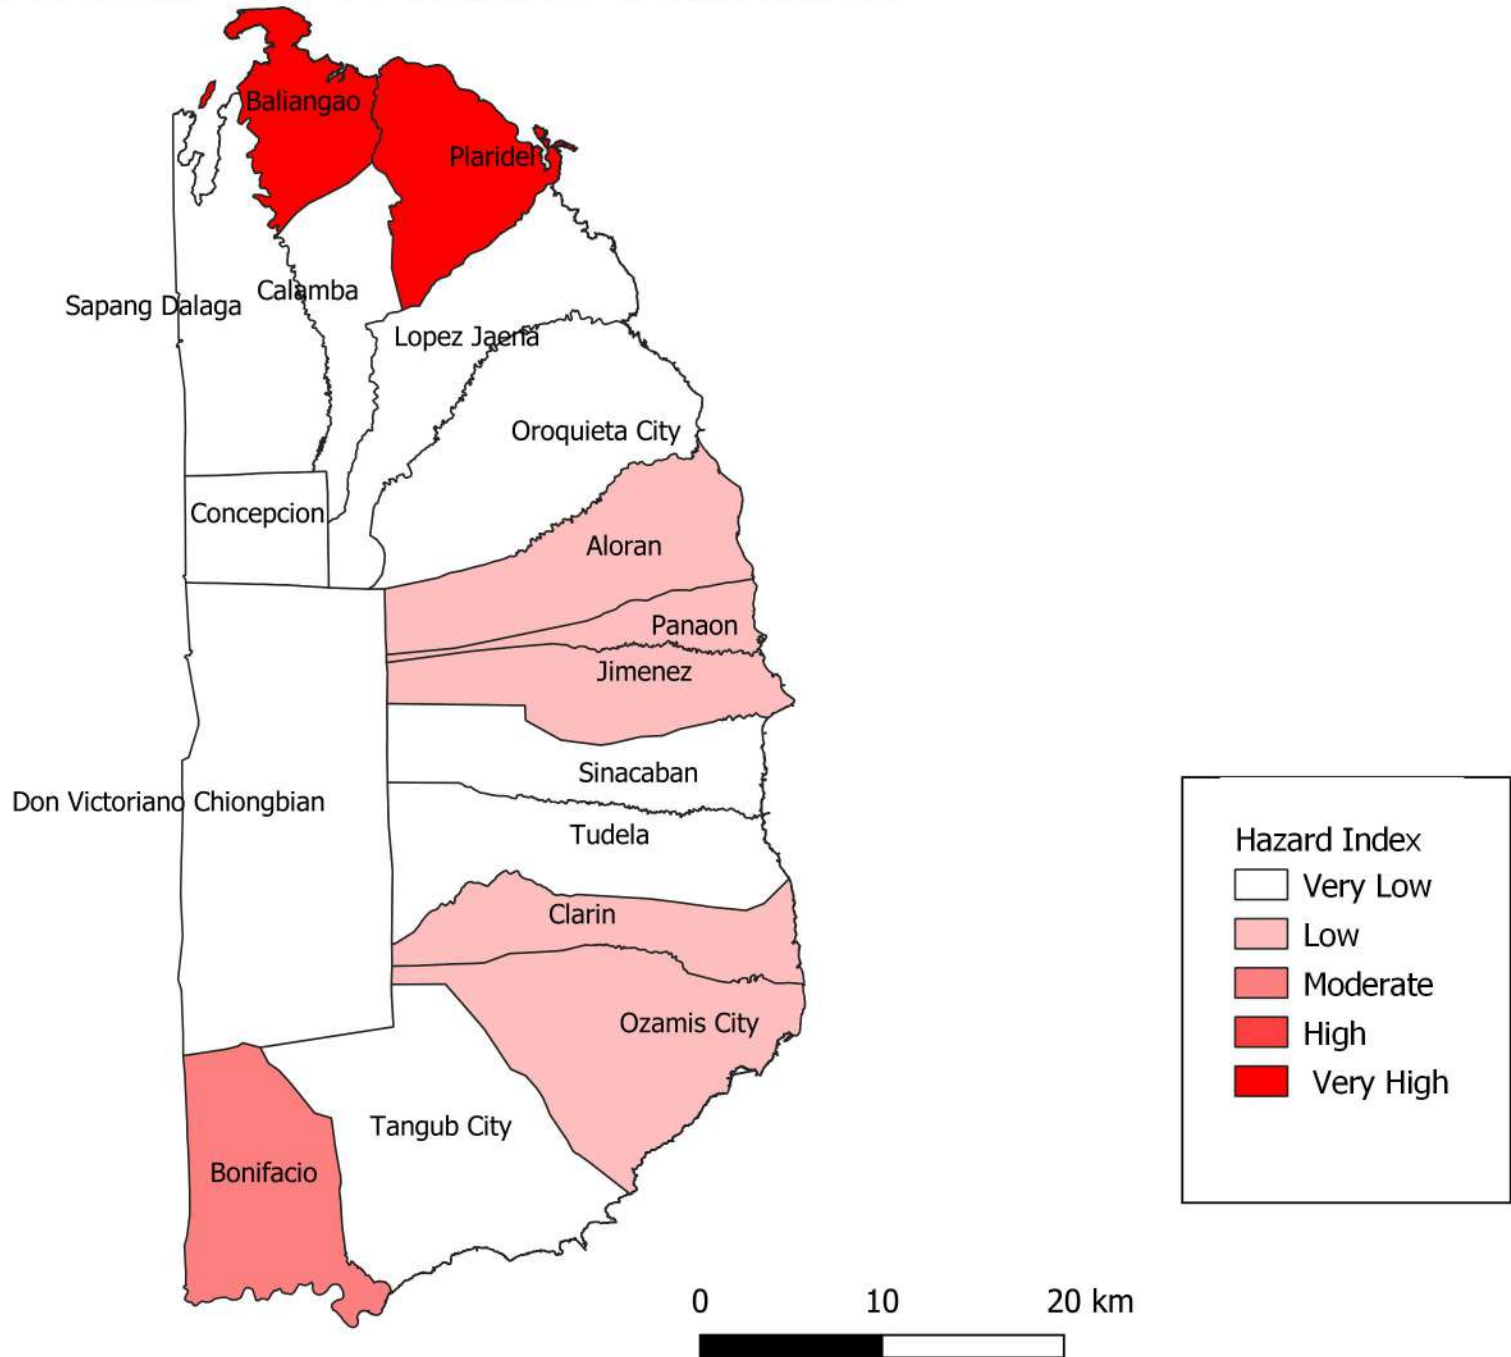 Baliangao
Plaridel
Sapang Dalaga
Calamba
Lopez Jaena
Oroquieta City
Concepcion
Aloran
Panaon
Jimenez
Sinacaban
Don Victoriano Chiongbian
Tudela
Clarin
Ozamis City
Tangub City
Bonifacio
Hazard Index
Very Low
Low
Moderate
High
Very High
0 10 20 km